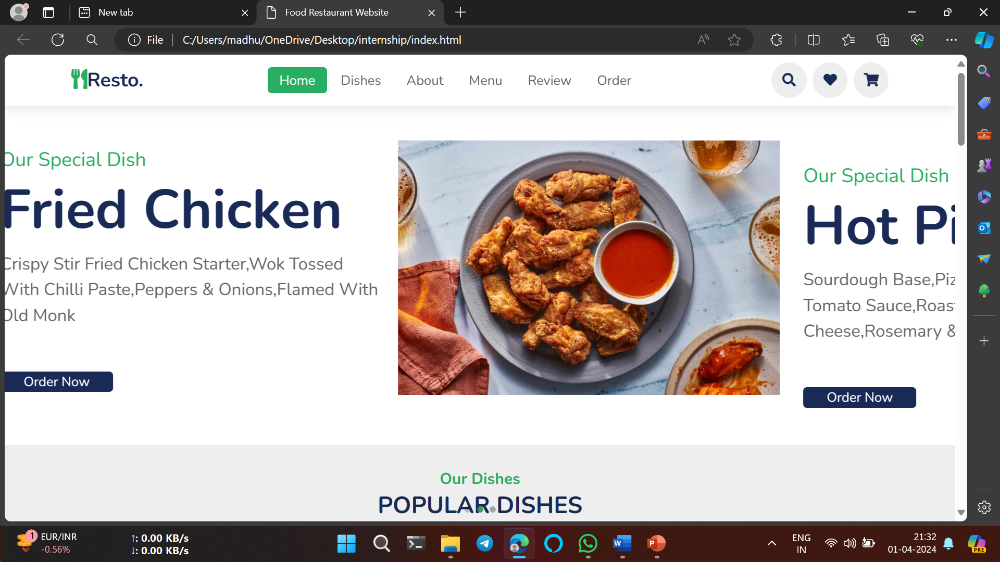 New tab
Food Restaurant Website
File
C:/Users/madhu/OneDrive/Desktop/internship/index.html
Resto.
Home
Dishes
About
Menu
Review
Order
Our Special Dish
Fried Chicken
Crispy Stir Fried Chicken Starter,Wok Tossed
With Chilli Paste,Peppers & Onions,Flamed With
Old Monk
Order Now
Our Special Dish
Hot Pi
Sourdough Base,Piz
Tomato Sauce,Roast
Cheese,Rosemary &
Order Now
Our Dishes
POPULAR DISHES
1
EUR/INR
-0.56%
↑: 0.00 KB/s
↓: 0.00 KB/s
ENG
IN
21:32
01-04-2024
PRE